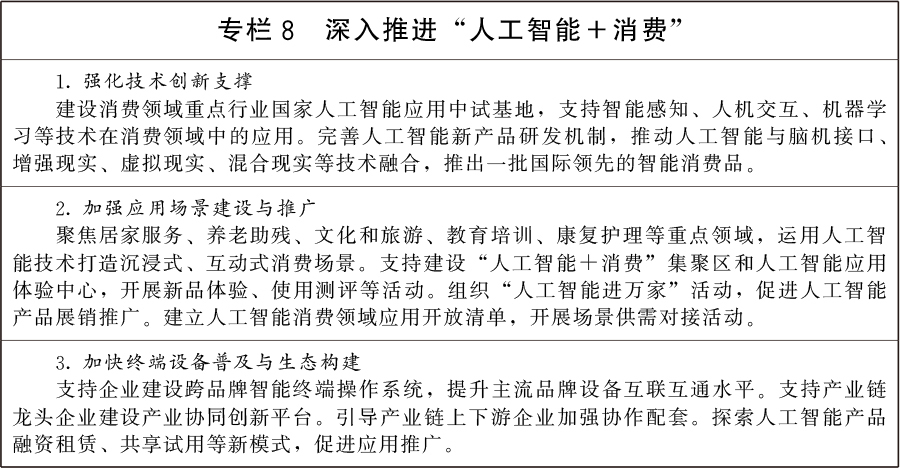 专栏 8　深入推进“人工智能＋消费”
1. 强化技术创新支撑
建设消费领域重点行业国家人工智能应用中试基地，支持智能感知、人机交互、机器学
习等技术在消费领域中的应用。完善人工智能新产品研发机制，推动人工智能与脑机接口、
增强现实、虚拟现实、混合现实等技术融合，推出一批国际领先的智能消费品。
2. 加强应用场景建设与推广
聚焦居家服务、养老助残、文化和旅游、教育培训、康复护理等重点领域，运用人工智
能技术打造沉浸式、互动式消费场景。支持建设“人工智能＋消费”集聚区和人工智能应用
体验中心，开展新品体验、使用测评等活动。组织“人工智能进万家”活动，促进人工智能
产品展销推广。建立人工智能消费领域应用开放清单，开展场景供需对接活动。
3. 加快终端设备普及与生态构建
支持企业建设跨品牌智能终端操作系统，提升主流品牌设备互联互通水平。支持产业链
龙头企业建设产业协同创新平台。引导产业链上下游企业加强协作配套。探索人工智能产品
融资租赁、共享试用等新模式，促进应用推广。